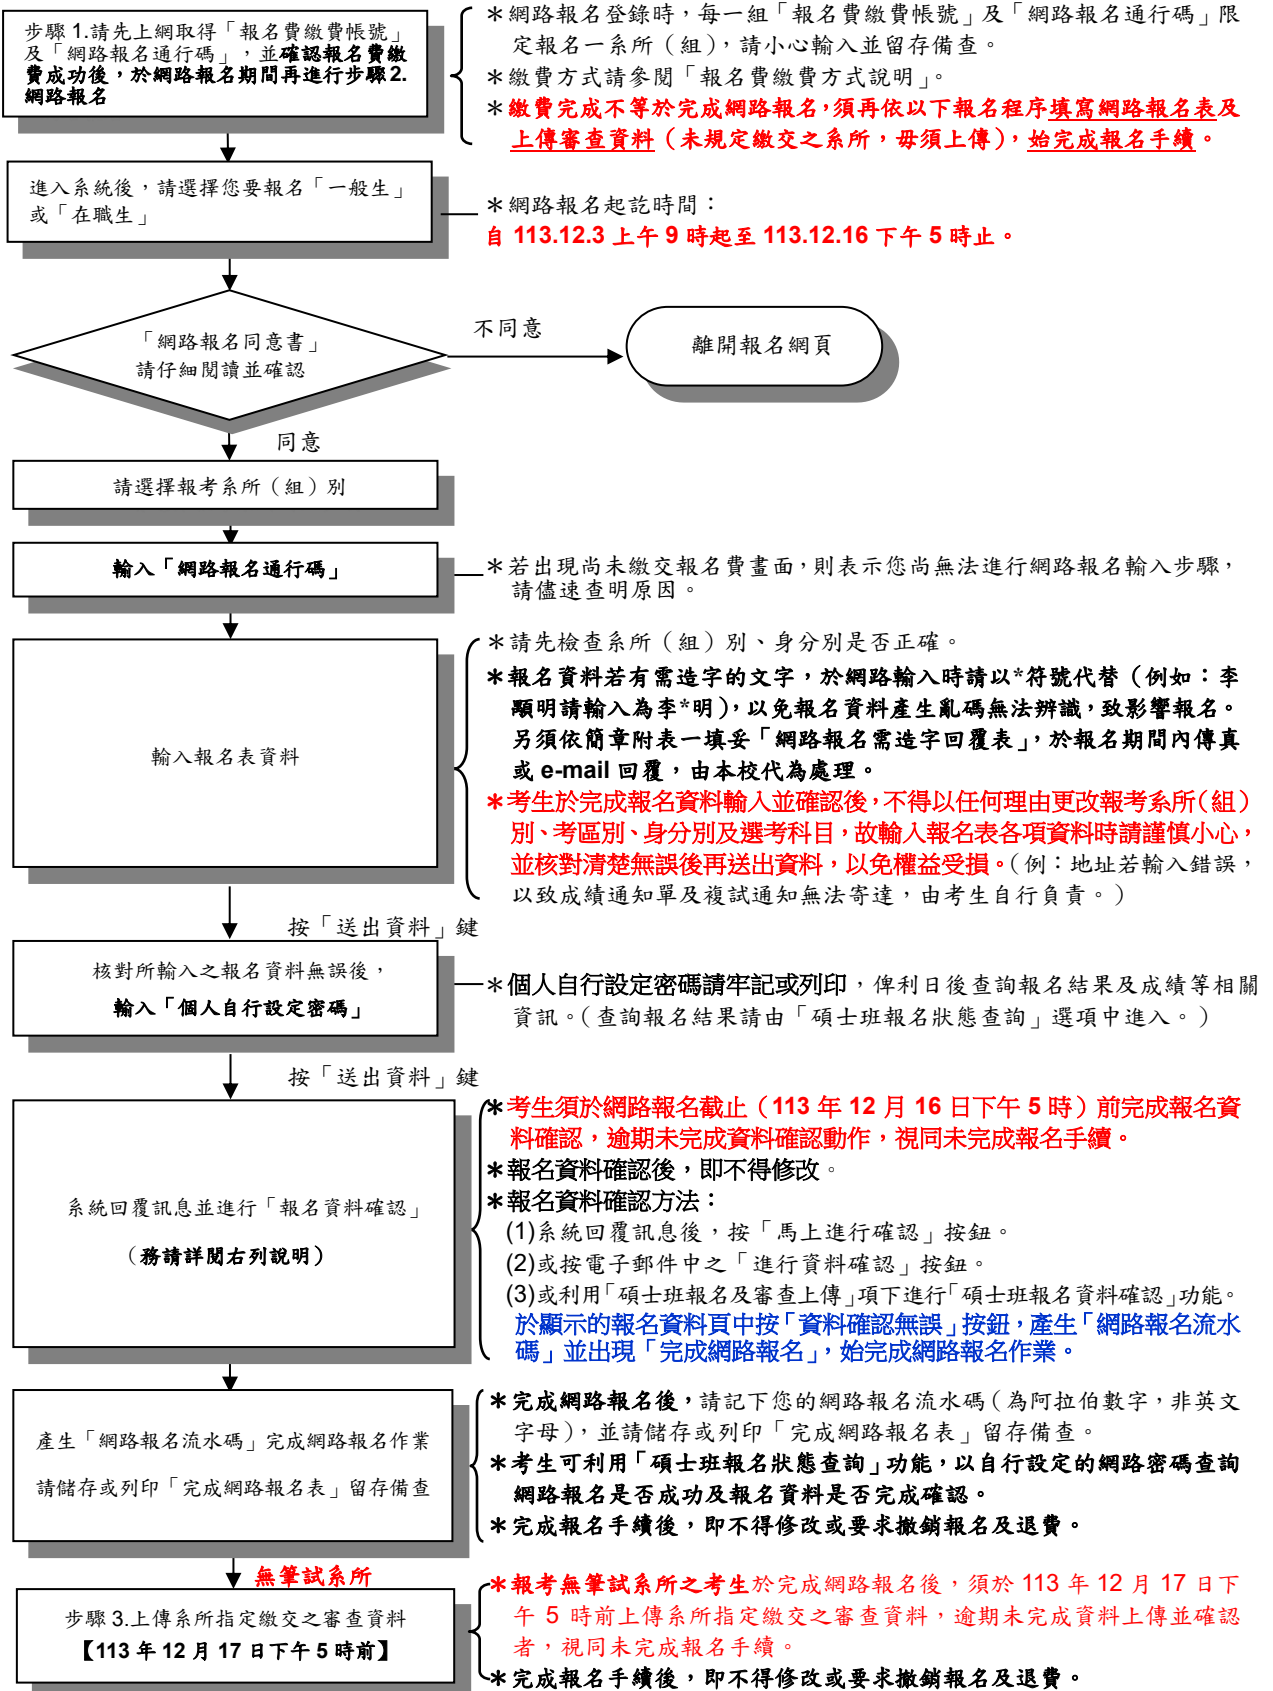 步驟 1.請先上網取得「報名費繳費帳號」
及「網路報名通行碼」,並確認報名費繳
費成功後,於網路報名期間再進行步驟2.
網路報名
＊網路報名登錄時,每一組「報名費繳費帳號」及「網路報名通行碼」限
定報名一系所(組),請小心輸入並留存備查。
＊繳費方式請參閱「報名費繳費方式說明」。
＊繳費完成不等於完成網路報名,須再依以下報名程序填寫網路報名表及
上傳審查資料(未規定繳交之系所,毋須上傳),始完成報名手續。
進入系統後,請選擇您要報名「一般生」
或「在職生」
＊網路報名起訖時間:
自 113.12.3 上午 9 時起至 113.12.16 下午 5 時止。
「網路報名同意書」
請仔細閱讀並確認
不同意
離開報名網頁
同意
請選擇報考系所(組)別
輸入「網路報名通行碼」
＊若出現尚未繳交報名費畫面,則表示您尚無法進行網路報名輸入步驟,
請儘速查明原因。
輸入報名表資料
＊請先檢查系所(組)別、身分別是否正確。
＊報名資料若有需造字的文字,於網路輸入時請以*符號代替(例如:李
顯明請輸入為李*明),以免報名資料產生亂碼無法辨識,致影響報名。
另須依簡章附表一填妥「網路報名需造字回覆表」,於報名期間內傳真
或 e-mail 回覆,由本校代為處理。
＊考生於完成報名資料輸入並確認後,不得以任何理由更改報考系所(組)
別、考區別、身分別及選考科目,故輸入報名表各項資料時請謹慎小心,
並核對清楚無誤後再送出資料,以免權益受損。(例:地址若輸入錯誤,
以致成績通知單及複試通知無法寄達,由考生自行負責。)
按「送出資料」鍵
核對所輸入之報名資料無誤後,
輸入「個人自行設定密碼」
＊個人自行設定密碼請牢記或列印,俾利日後查詢報名結果及成績等相關
資訊。(查詢報名結果請由「碩士班報名狀態查詢」選項中進入。)
按「送出資料」鍵
系統回覆訊息並進行「報名資料確認」
(務請詳閱右列說明)
＊考生須於網路報名截止(113 年 12 月 16 日下午 5 時)前完成報名資
料確認,逾期未完成資料確認動作,視同未完成報名手續。
＊報名資料確認後,即不得修改。
＊報名資料確認方法:
(1)系統回覆訊息後,按「馬上進行確認」按鈕。
(2)或按電子郵件中之「進行資料確認」按鈕。
(3)或利用「碩士班報名及審查上傳」項下進行「碩士班報名資料確認」功能。
於顯示的報名資料頁中按「資料確認無誤」按鈕,產生「網路報名流水
碼」並出現「完成網路報名」,始完成網路報名作業。
產生「網路報名流水碼」完成網路報名作業
請儲存或列印「完成網路報名表」留存備查
＊完成網路報名後,請記下您的網路報名流水碼(為阿拉伯數字,非英文
字母),並請儲存或列印「完成網路報名表」留存備查。
＊考生可利用「碩士班報名狀態查詢」功能,以自行設定的網路密碼查詢
網路報名是否成功及報名資料是否完成確認。
＊完成報名手續後,即不得修改或要求撤銷報名及退費。
無筆試系所
步驟 3.上傳系所指定繳交之審查資料
【113 年 12 月 17 日下午 5 時前】
＊報考無筆試系所之考生於完成網路報名後,須於 113 年 12 月 17 日下
午 5 時前上傳系所指定繳交之審查資料,逾期未完成資料上傳並確認
者,視同未完成報名手續。
＊完成報名手續後,即不得修改或要求撤銷報名及退費。